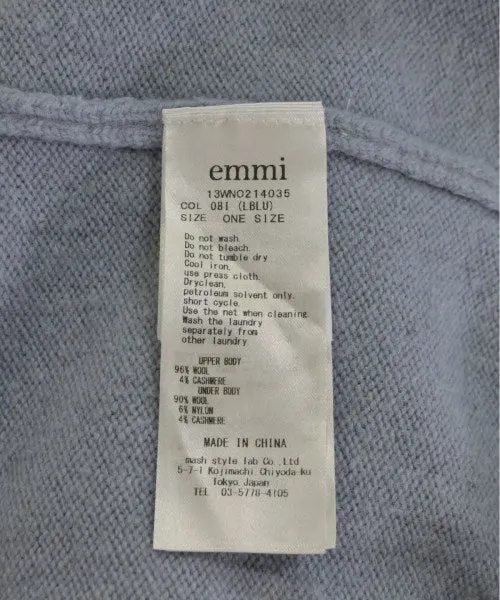 emmi
13WNO214035
COL 081 (LBLU)
SIZE ONE SIZE
Do not wash.
Do not bleach.
Do not tumble dry
Cool iron,
use press cloth.
Dryclean,
petroleum solvent only.
short cycle.
Use the net when cleaning.
Wash the laundry
separately from
other laundry.
UPPER BODY
96% WOOL
4% CASHMERE
UNDER BODY
90% WOOL
6% NYLON
4% CASHMERE
MADE IN CHINA
mash style lab Co.,Ltd
5-7-1 Kojimachi, Chiyoda-ku
Tokyo, Japan
TEL 03-5778-4105